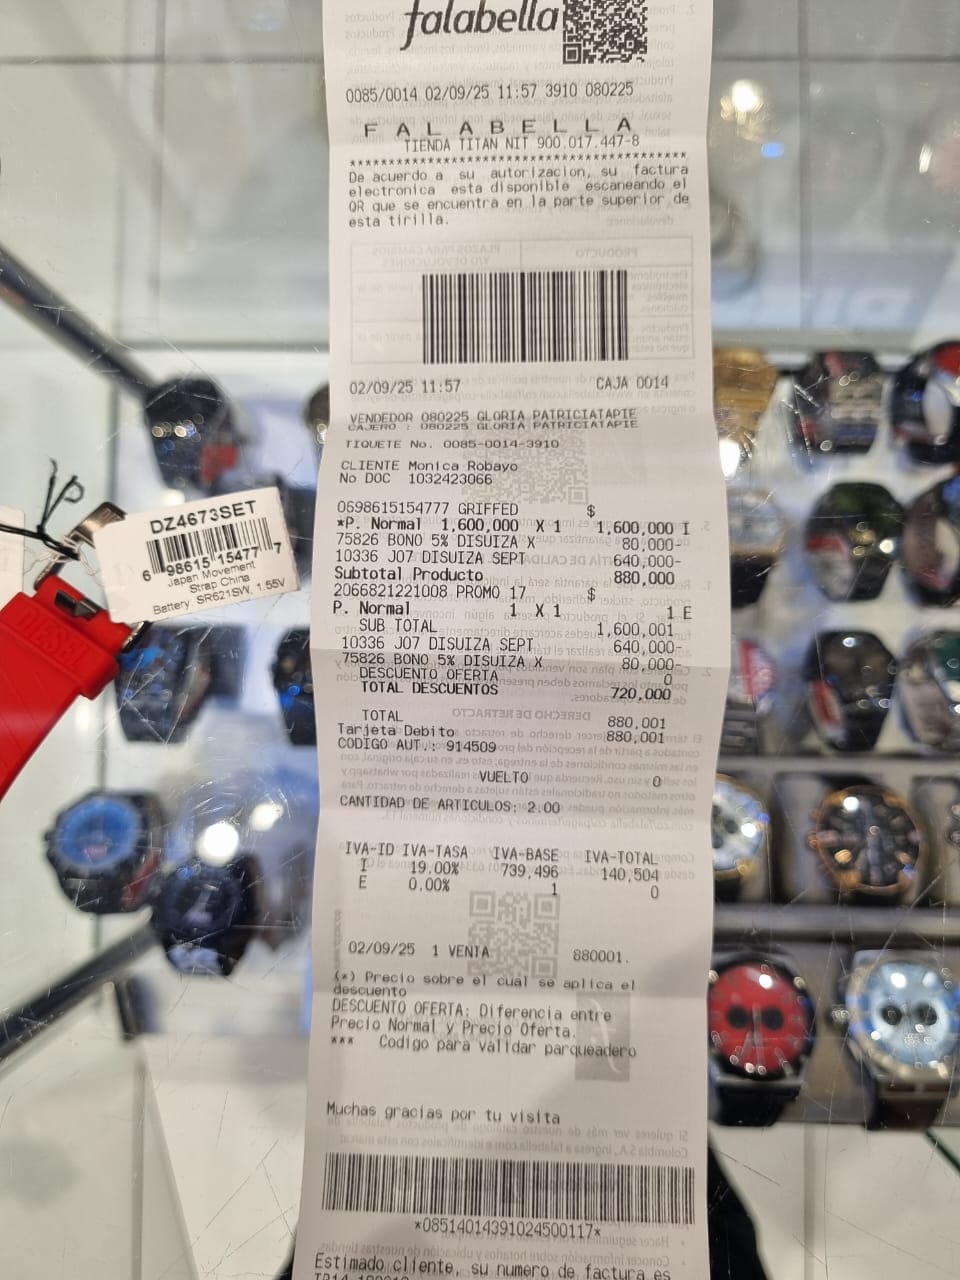 falabella
0085/0014 02/09/25 11:57 3910 080225
F A L A B E L L A
TIENDA TITAN NIT 900.017.447-8
*************************************************
De acuerdo a su autorizacion, su factura
electronica esta disponible escaneando el
QR que se encuentra en la parte superior de
esta tirilla.
02/09/25 11:57 CAJA 0014
VENDEDOR 080225 GLORIA PATRICIATAPIE
CAJERO : 080225 GLORIA PATRICIATAPIE
TIQUETE No. 0085-0014-3910
CLIENTE Monica Robayo
No DOC 1032423066
0698615154777 GRIFFED $
*P. Normal 1,600,000 X 1 1,600,000 I
75826 BONO 5% DISUIZA X 80,000-
10336 J07 DISUIZA SEPT 640,000-
Subtotal Producto 880,000
2066821221008 PROMO 17 $
P. Normal 1 X 1 1 E
SUB TOTAL 1,600,001
10336 J07 DISUIZA SEPT 640,000-
75826 BONO 5% DISUIZA X 80,000-
DESCUENTO OFERTA 0
TOTAL DESCUENTOS 720,000
TOTAL 880,001
Tarjeta Debito 880,001
CODIGO AUT.: 914509
VUELTO 0
CANTIDAD DE ARTICULOS: 2.00
IVA-ID IVA-TASA IVA-BASE IVA-TOTAL
I 19.00% 739,496 140,504
E 0.00% 1 0
02/09/25 1 VENTA 880001.
(*) Precio sobre el cual se aplica el
descuento
DESCUENTO OFERTA: Diferencia entre
Precio Normal y Precio Oferta.
*** Codigo para validar parqueadero
Muchas gracias por tu visita
*08514014391024500117*
Estimado cliente, su numero de factura es
DZ4673SET
6 98615 15477 7
Japan Movement
Strap China
Battery: SR621SW, 1.55V
DIESEL